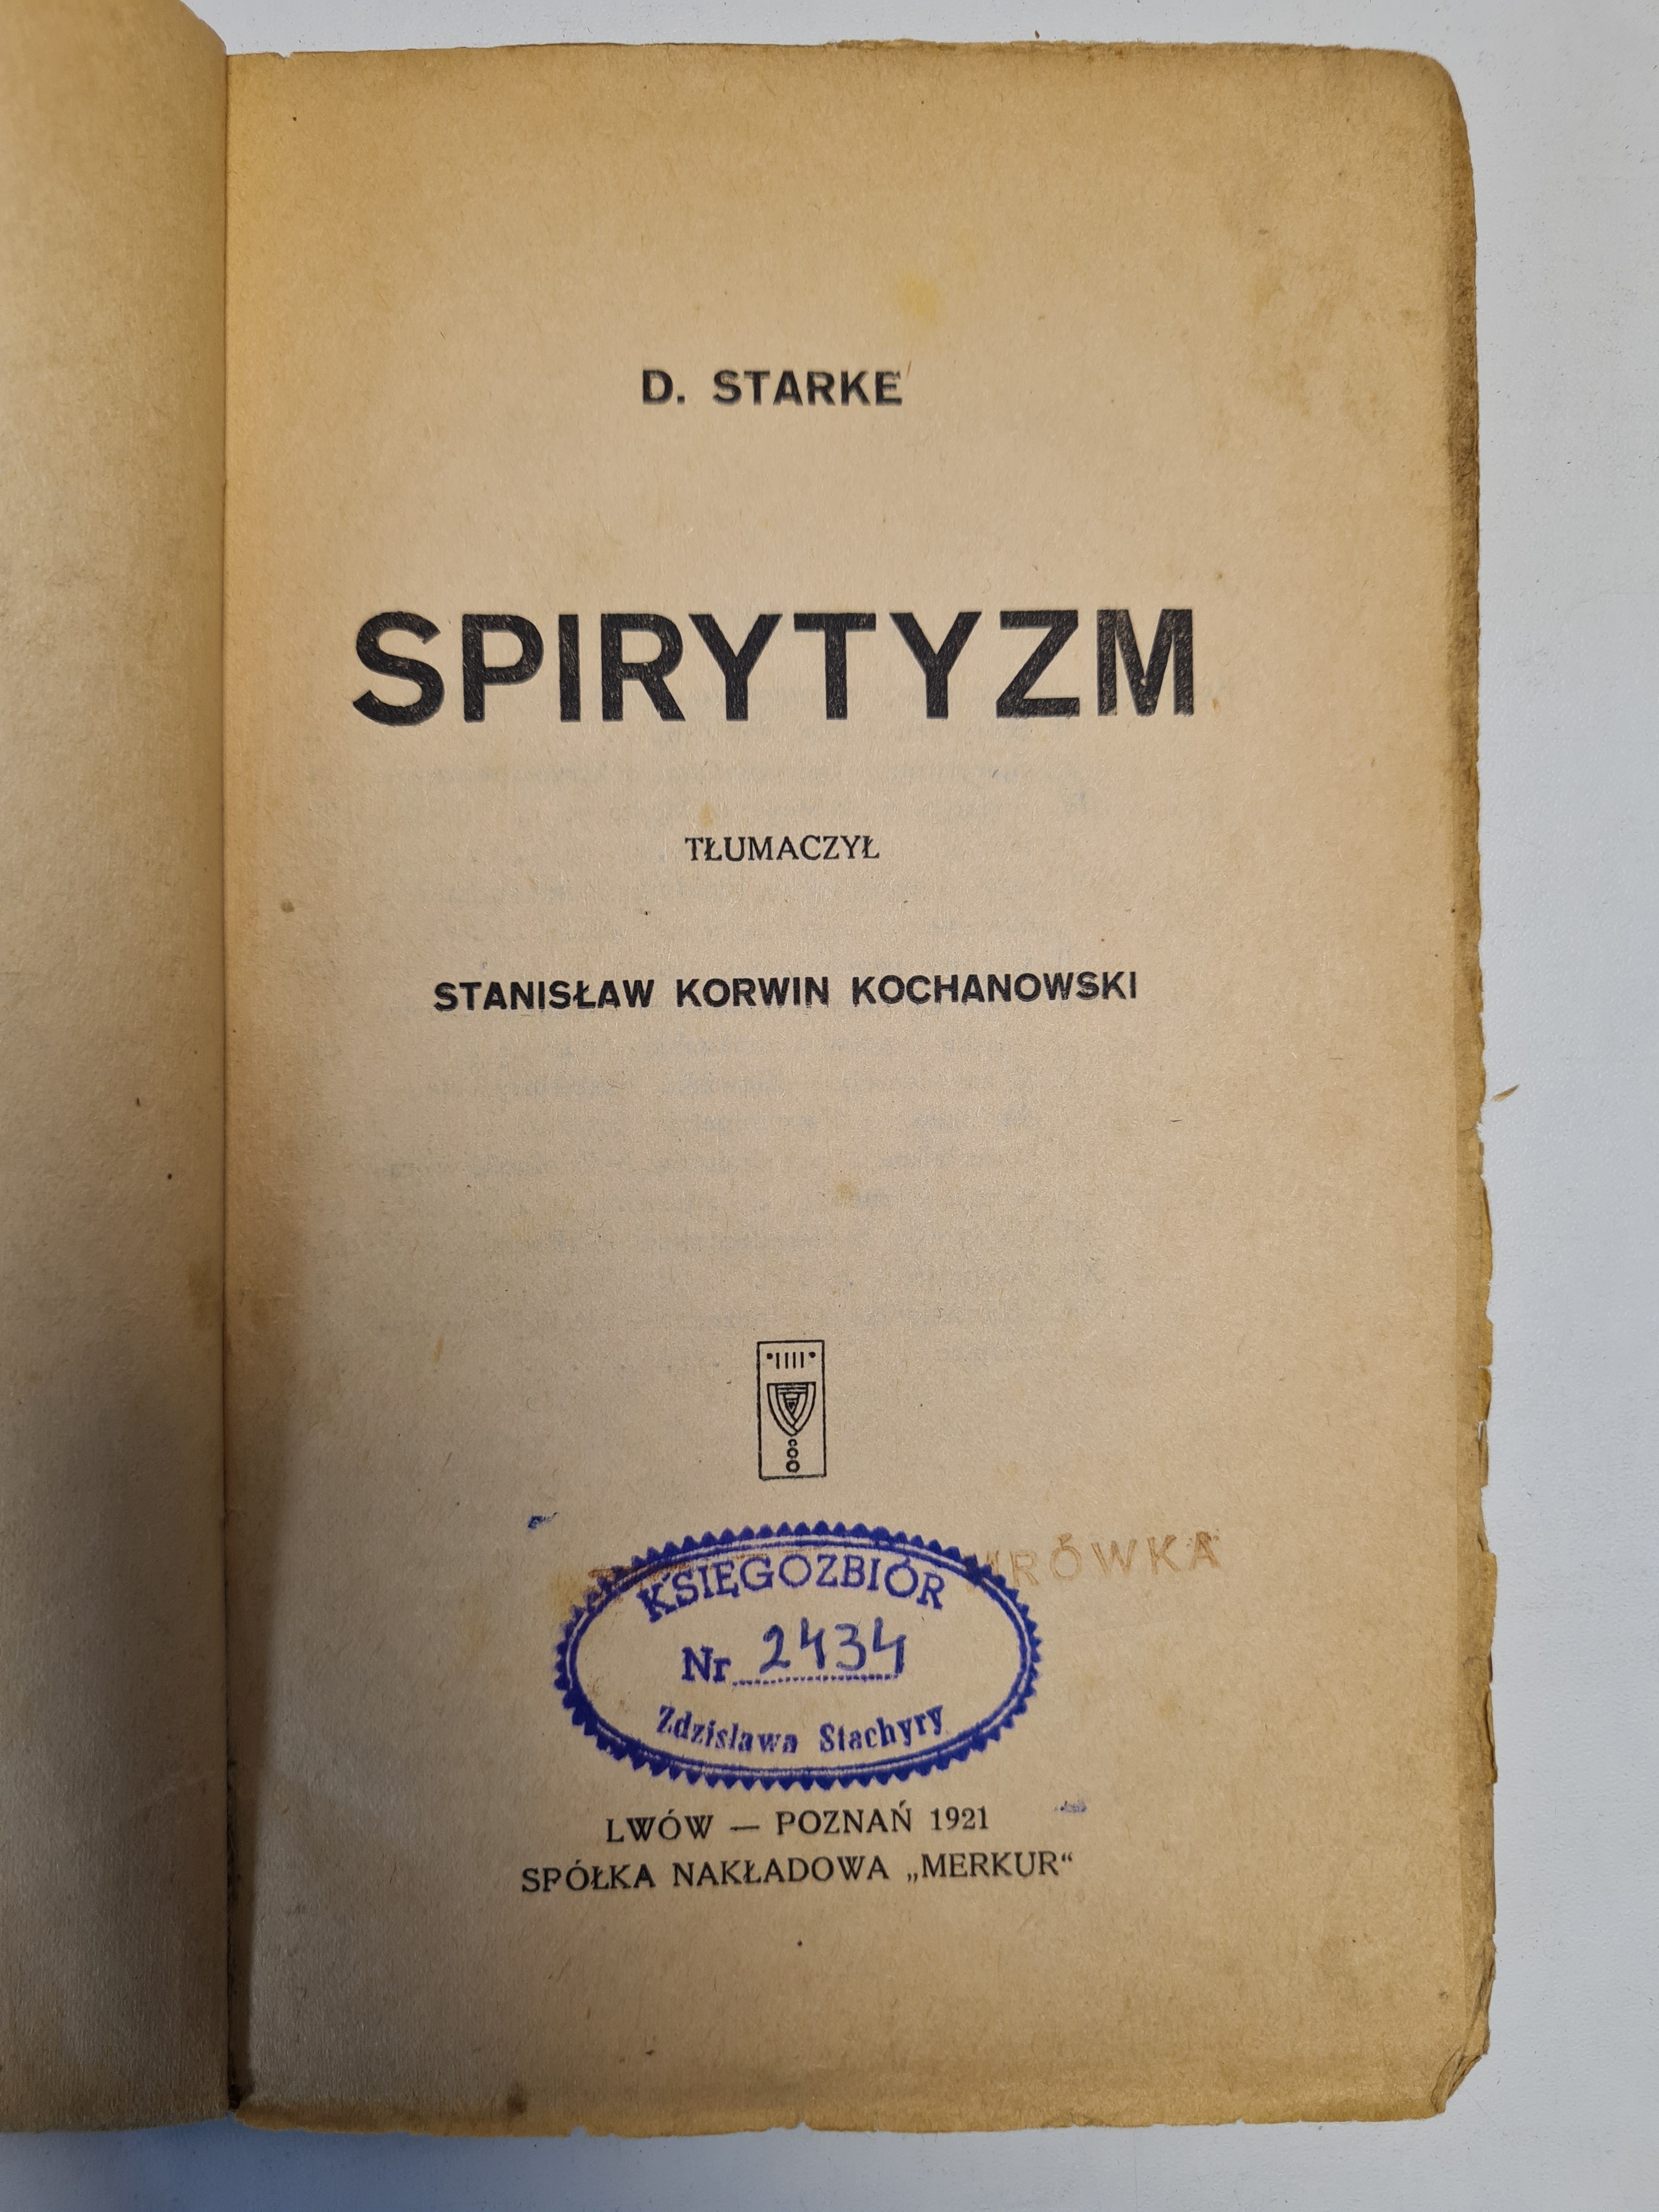 D. STARKE
SPIRYTYZM
TŁUMACZYŁ
STANISŁAW KORWIN KOCHANOWSKI
KSIĘGOZBIÓR
Nr 2434
Zdzisława Stachyry
LWÓW — POZNAŃ 1921
SPÓŁKA NAKŁADOWA „MERKUR“